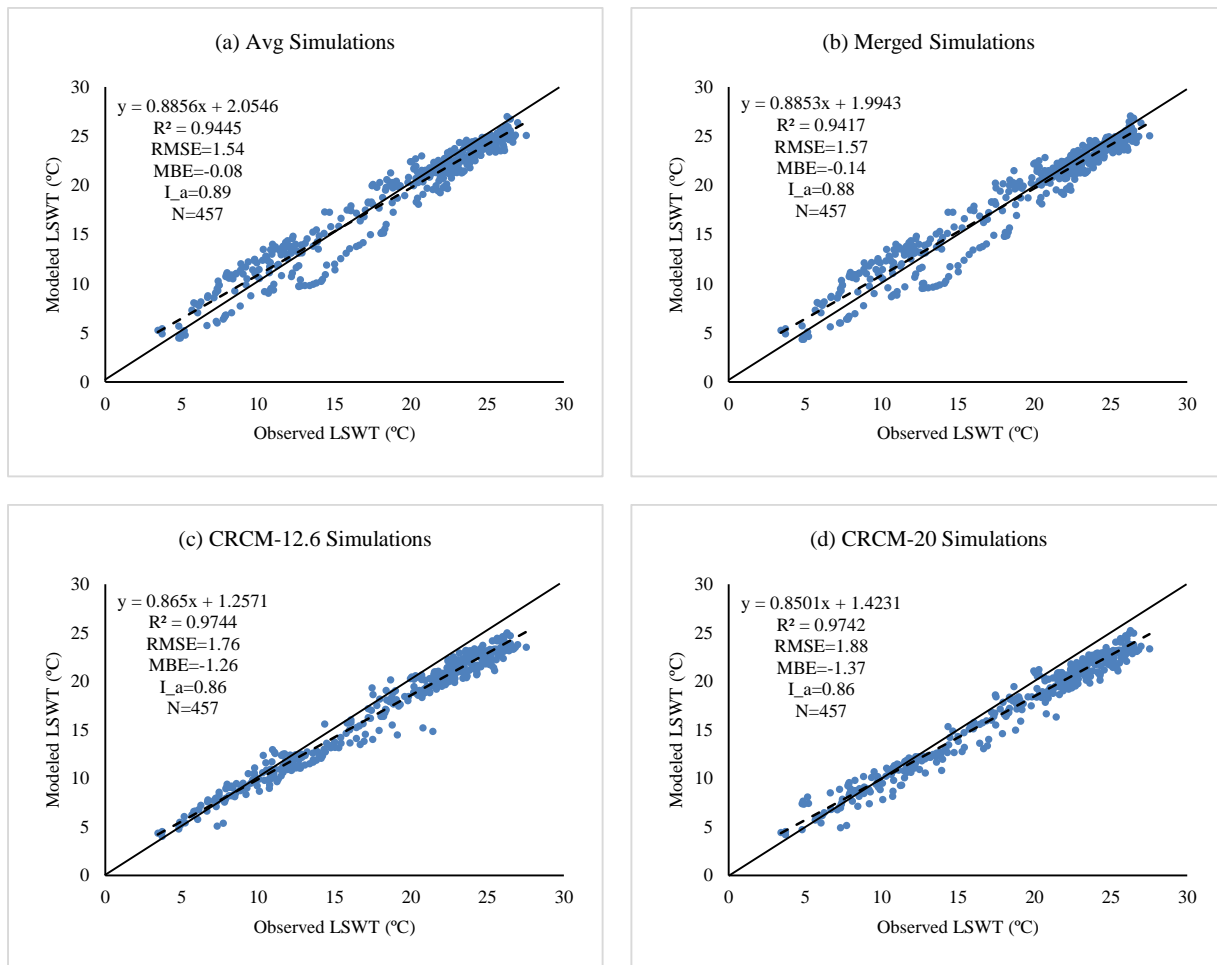 (a) Avg Simulations
y = 0.8856x + 2.0546
R² = 0.9445
RMSE=1.54
MBE=-0.08
I_a=0.89
N=457
30
25
20
15
10
5
0
Modeled LSWT (ºC)
0 5 10 15 20 25 30
Observed LSWT (ºC)
(b) Merged Simulations
y = 0.8853x + 1.9943
R² = 0.9417
RMSE=1.57
MBE=-0.14
I_a=0.88
N=457
30
25
20
15
10
5
0
Modeled LSWT (ºC)
0 5 10 15 20 25 30
Observed LSWT (ºC)
(c) CRCM-12.6 Simulations
y = 0.865x + 1.2571
R² = 0.9744
RMSE=1.76
MBE=-1.26
I_a=0.86
N=457
30
25
20
15
10
5
0
Modeled LSWT (ºC)
0 5 10 15 20 25 30
Observed LSWT (ºC)
(d) CRCM-20 Simulations
y = 0.8501x + 1.4231
R² = 0.9742
RMSE=1.88
MBE=-1.37
I_a=0.86
N=457
30
25
20
15
10
5
0
Modeled LSWT (ºC)
0 5 10 15 20 25 30
Observed LSWT (ºC)